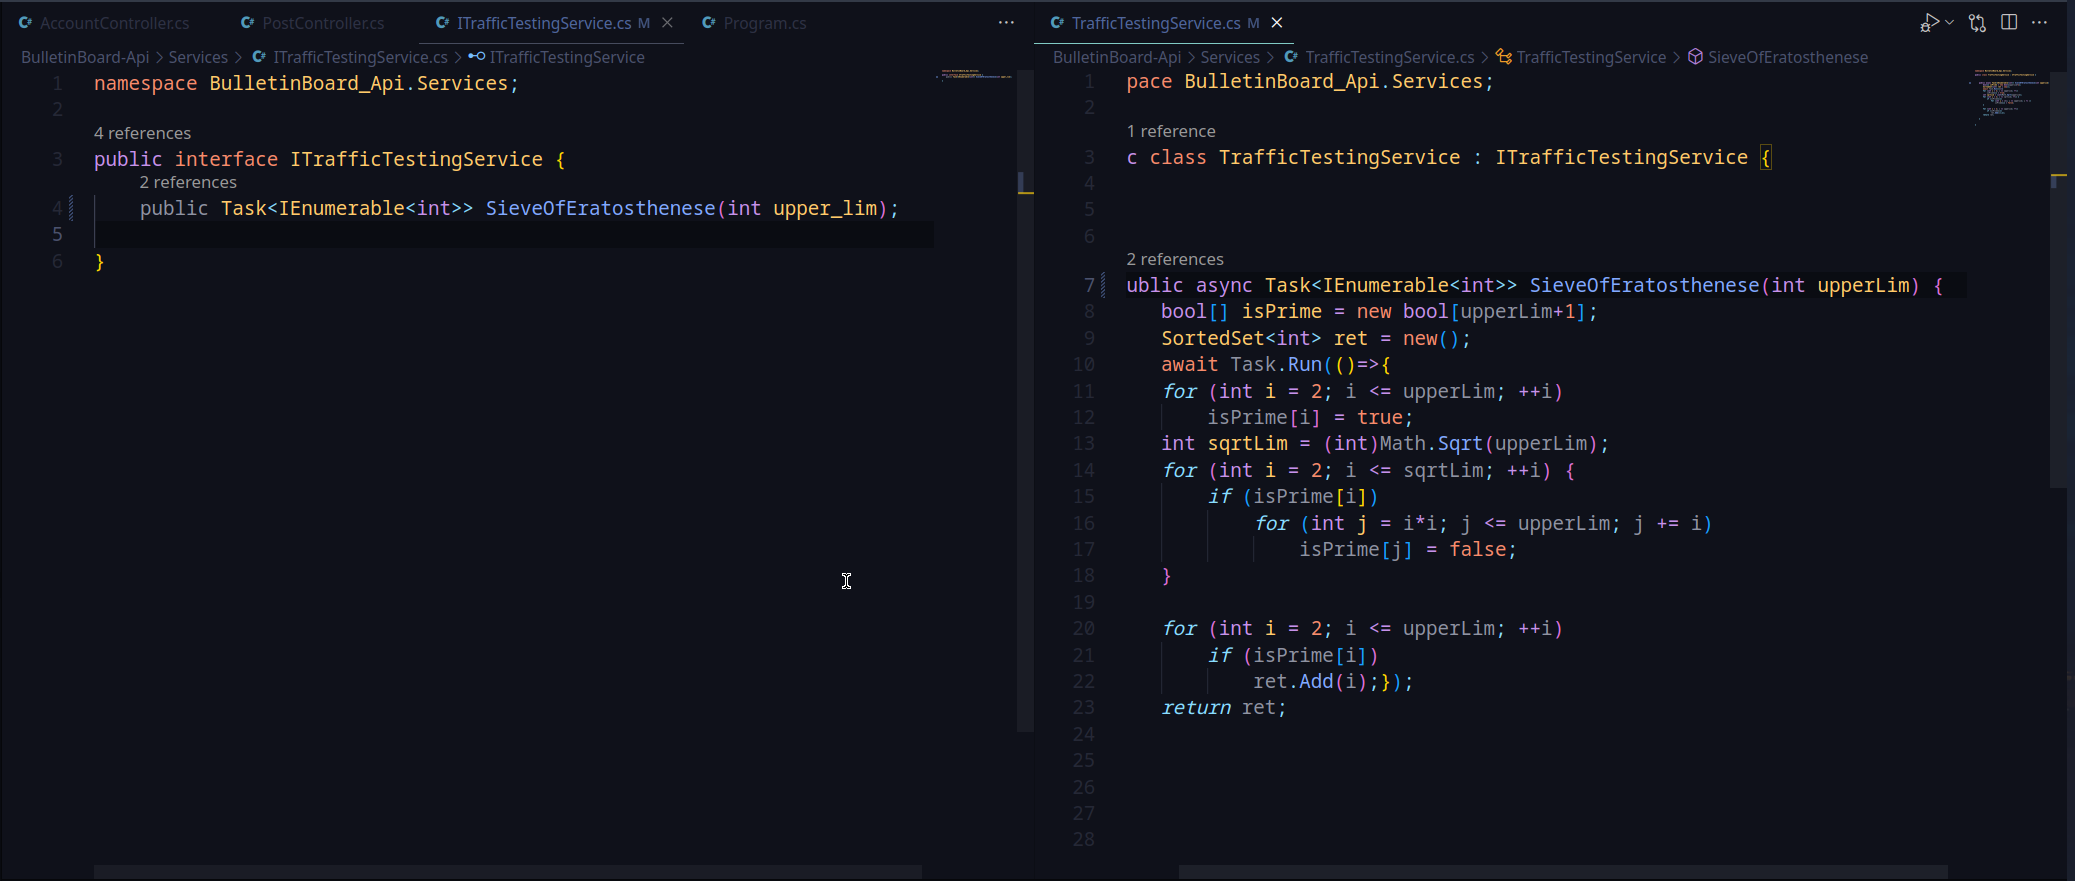 AccountController.cs PostController.cs ITrafficTestingService.cs M Program.cs
BulletinBoard-Api > Services > ITrafficTestingService.cs > ITrafficTestingService
1 namespace BulletinBoard_Api.Services;
2
4 references
3 public interface ITrafficTestingService {
2 references
4 public Task<IEnumerable<int>> SieveOfEratosthenese(int upper_lim);
5
6 }
TrafficTestingService.cs M
BulletinBoard-Api > Services > TrafficTestingService.cs > TrafficTestingService > SieveOfEratosthenese
1 pace BulletinBoard_Api.Services;
2
1 reference
3 c class TrafficTestingService : ITrafficTestingService {
4
5
6
2 references
7 ublic async Task<IEnumerable<int>> SieveOfEratosthenese(int upperLim) {
8 bool[] isPrime = new bool[upperLim+1];
9 SortedSet<int> ret = new();
10 await Task.Run(()=>{
11 for (int i = 2; i <= upperLim; ++i)
12 isPrime[i] = true;
13 int sqrtLim = (int)Math.Sqrt(upperLim);
14 for (int i = 2; i <= sqrtLim; ++i) {
15 if (isPrime[i])
16 for (int j = i*i; j <= upperLim; j += i)
17 isPrime[j] = false;
18 }
19
20 for (int i = 2; i <= upperLim; ++i)
21 if (isPrime[i])
22 ret.Add(i);});
23 return ret;
24
25
26
27
28